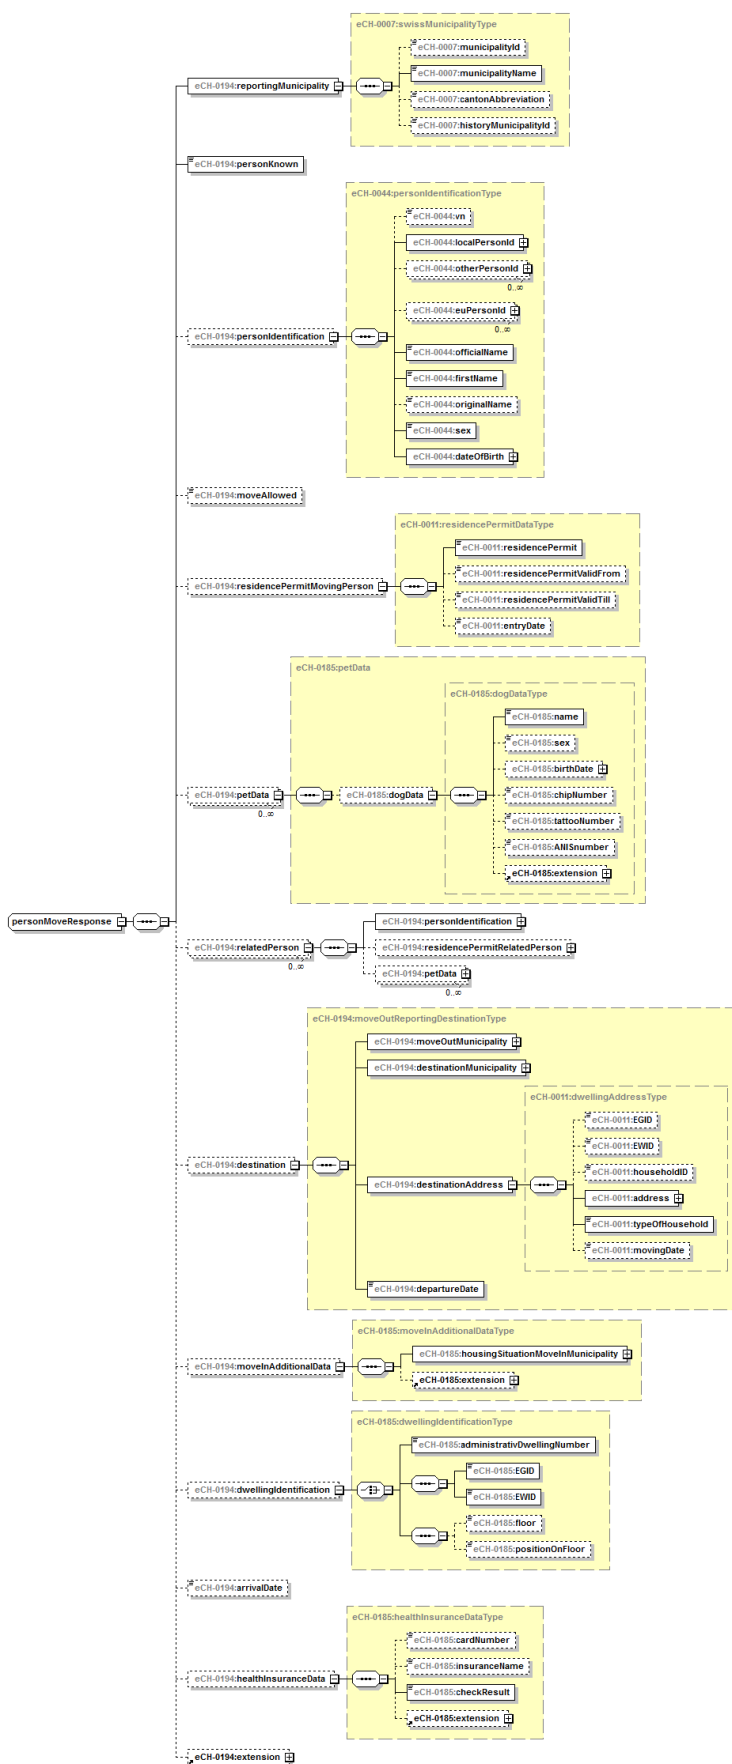 eCH-0007:swissMunicipalityType
eCH-0007:municipalityId
eCH-0007:municipalityName
eCH-0194:reportingMunicipality
eCH-0007:cantonAbbreviation
eCH-0007:historyMunicipalityId
eCH-0194:personKnown
eCH-0044:personIdentificationType
eCH-0044:vn
eCH-0044:localPersonId
eCH-0044:otherPersonId
0..∞
eCH-0044:euPersonId
0..∞
eCH-0194:personIdentification
eCH-0044:officialName
eCH-0044:firstName
eCH-0044:originalName
eCH-0044:sex
eCH-0044:dateOfBirth
eCH-0194:moveAllowed
eCH-0011:residencePermitDataType
eCH-0011:residencePermit
eCH-0011:residencePermitValidFrom
eCH-0194:residencePermitMovingPerson
eCH-0011:residencePermitValidTill
eCH-0011:entryDate
eCH-0185:petData
eCH-0185:dogDataType
eCH-0185:name
eCH-0185:sex
eCH-0185:birthDate
eCH-0194:petData
0..∞
eCH-0185:dogData
eCH-0185:chipNumber
eCH-0185:tattooNumber
eCH-0185:ANISnumber
eCH-0185:extension
personMoveResponse
eCH-0194:personIdentification
eCH-0194:relatedPerson
0..∞
eCH-0194:residencePermitRelatedPerson
eCH-0194:petData
0..∞
eCH-0194:moveOutReportingDestinationType
eCH-0194:moveOutMunicipality
eCH-0194:destinationMunicipality
eCH-0011:dwellingAddressType
eCH-0011:EGID
eCH-0011:EWID
eCH-0194:destination
eCH-0011:householdID
eCH-0194:destinationAddress
eCH-0011:address
eCH-0011:typeOfHousehold
eCH-0011:movingDate
eCH-0194:departureDate
eCH-0185:moveInAdditionalDataType
eCH-0185:housingSituationMoveInMunicipality
eCH-0194:moveInAdditionalData
eCH-0185:extension
eCH-0185:dwellingIdentificationType
eCH-0185:administrativDwellingNumber
eCH-0185:EGID
eCH-0194:dwellingIdentification
eCH-0185:EWID
eCH-0185:floor
eCH-0185:positionOnFloor
eCH-0194:arrivalDate
eCH-0185:healthInsuranceDataType
eCH-0185:cardNumber
eCH-0185:insuranceName
eCH-0194:healthInsuranceData
eCH-0185:checkResult
eCH-0185:extension
eCH-0194:extension